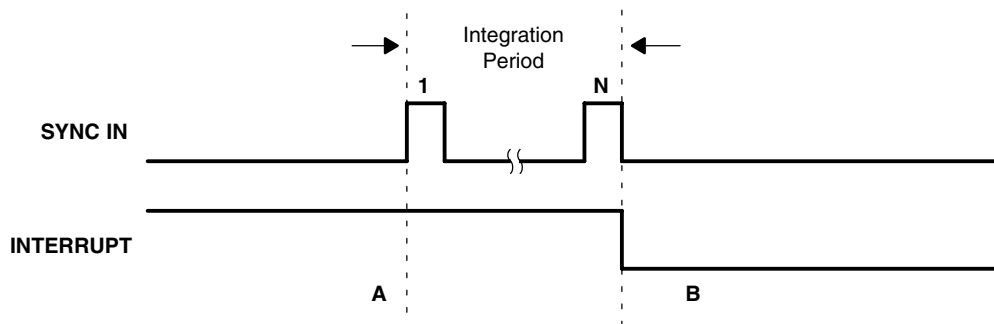 Integration
Period
1
N
SYNC IN
INTERRUPT
A
B